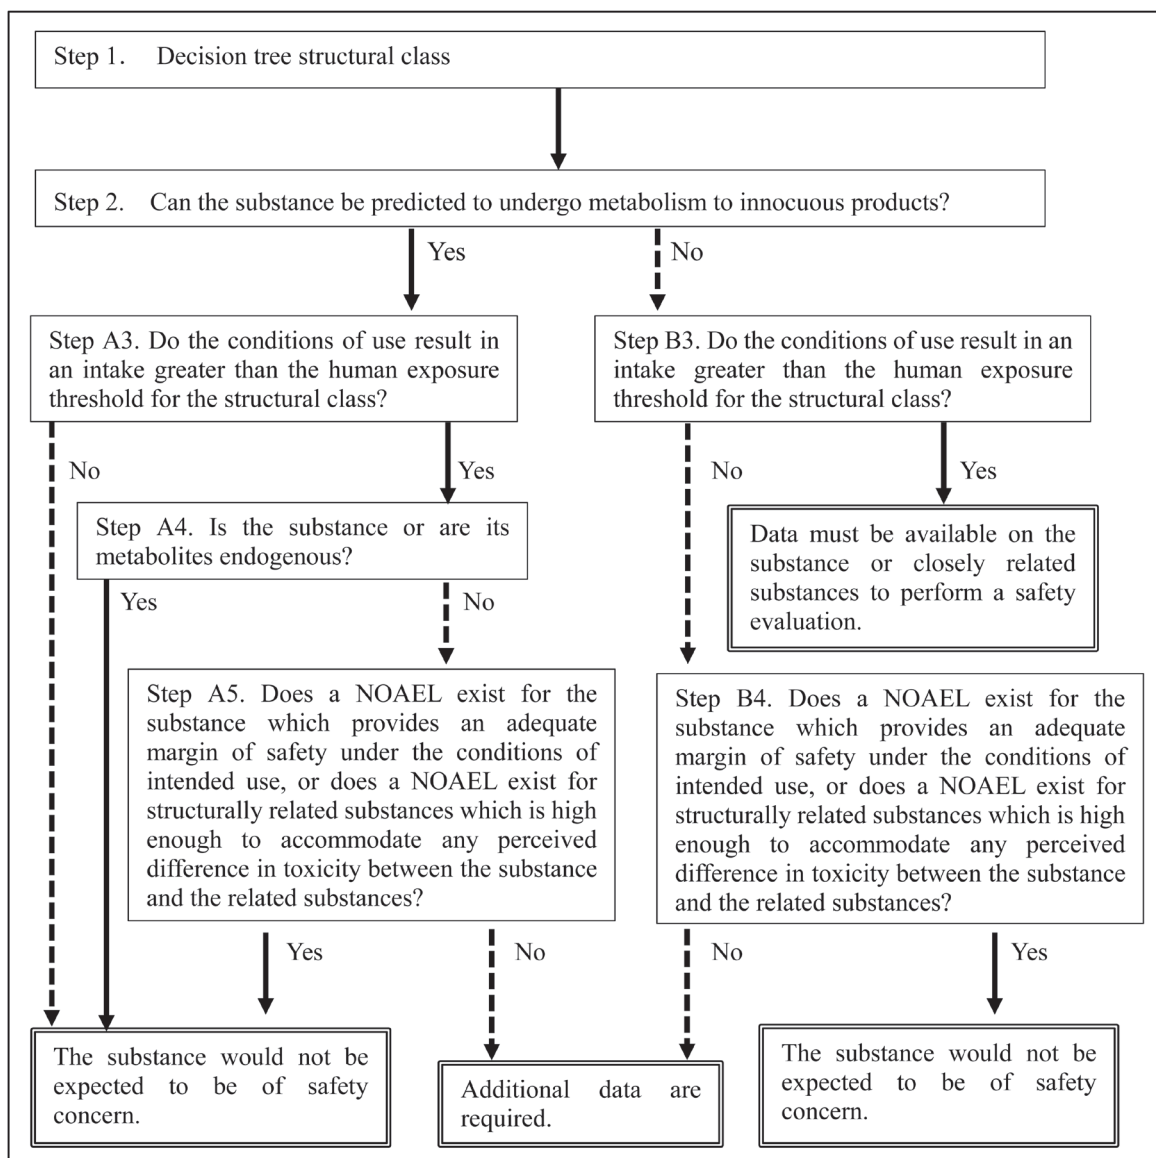 Step 1. Decision tree structural class
Step 2. Can the substance be predicted to undergo metabolism to innocuous products?
Yes
No
Step A3. Do the conditions of use result in
an intake greater than the human exposure
threshold for the structural class?
Step B3. Do the conditions of use result in an
intake greater than the human exposure
threshold for the structural class?
No
Yes
No
Yes
Step A4. Is the substance or are its
metabolites endogenous?
Data must be available on the
substance or closely related
substances to perform a safety
evaluation.
Yes
No
Step A5. Does a NOAEL exist for the
substance which provides an adequate
margin of safety under the conditions of
intended use, or does a NOAEL exist for
structurally related substances which is high
enough to accommodate any perceived
difference in toxicity between the substance
and the related substances?
Step B4. Does a NOAEL exist for the
substance which provides an adequate
margin of safety under the conditions of
intended use, or does a NOAEL exist for
structurally related substances which is high
enough to accommodate any perceived
difference in toxicity between the substance
and the related substances?
Yes
No
No
Yes
The substance would not be
expected to be of safety
concern.
Additional data are
required.
The substance would not be
expected to be of safety
concern.